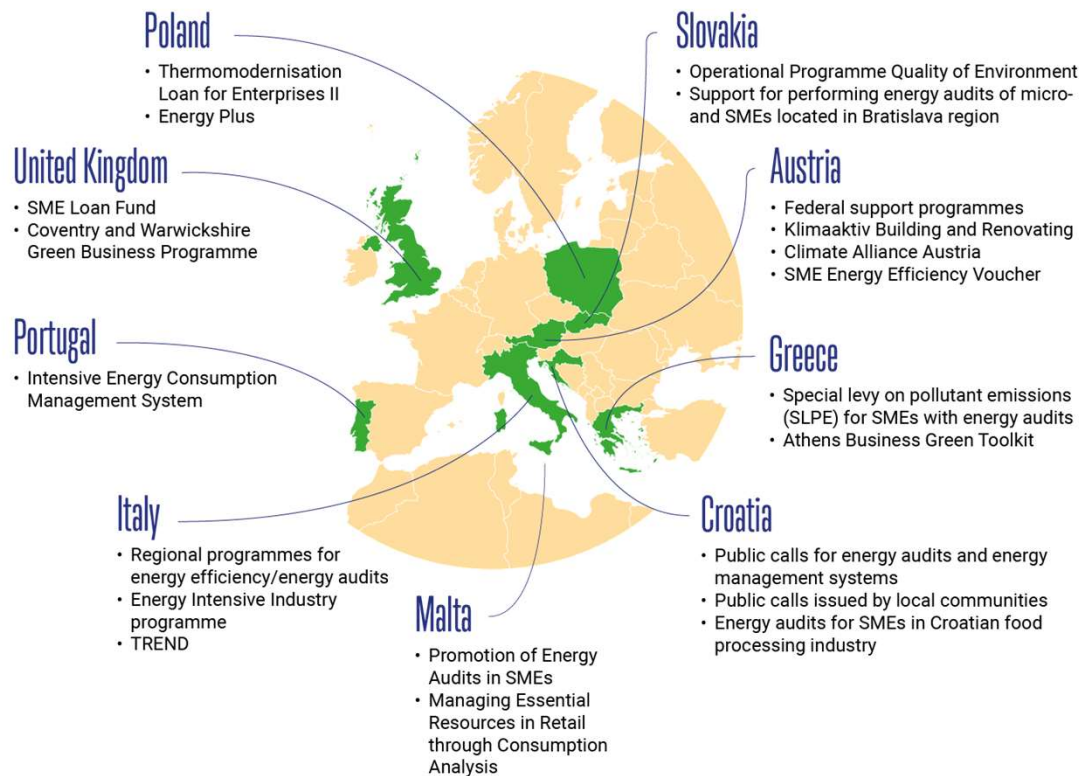 Poland
• Thermomodernisation
Loan for Enterprises II
• Energy Plus
Slovakia
• Operational Programme Quality of Environment
• Support for performing energy audits of micro-
and SMEs located in Bratislava region
United Kingdom
• SME Loan Fund
• Coventry and Warwickshire
Green Business Programme
Austria
• Federal support programmes
• Klimaaktiv Building and Renovating
• Climate Alliance Austria
• SME Energy Efficiency Voucher
Portugal
• Intensive Energy Consumption
Management System
Greece
• Special levy on pollutant emissions
(SLPE) for SMEs with energy audits
• Athens Business Green Toolkit
Italy
• Regional programmes for
energy efficiency/energy audits
• Energy Intensive Industry
programme
• TREND
Malta
• Promotion of Energy
Audits in SMEs
• Managing Essential
Resources in Retail
through Consumption
Analysis
Croatia
• Public calls for energy audits and energy
management systems
• Public calls issued by local communities
• Energy audits for SMEs in Croatian food
processing industry